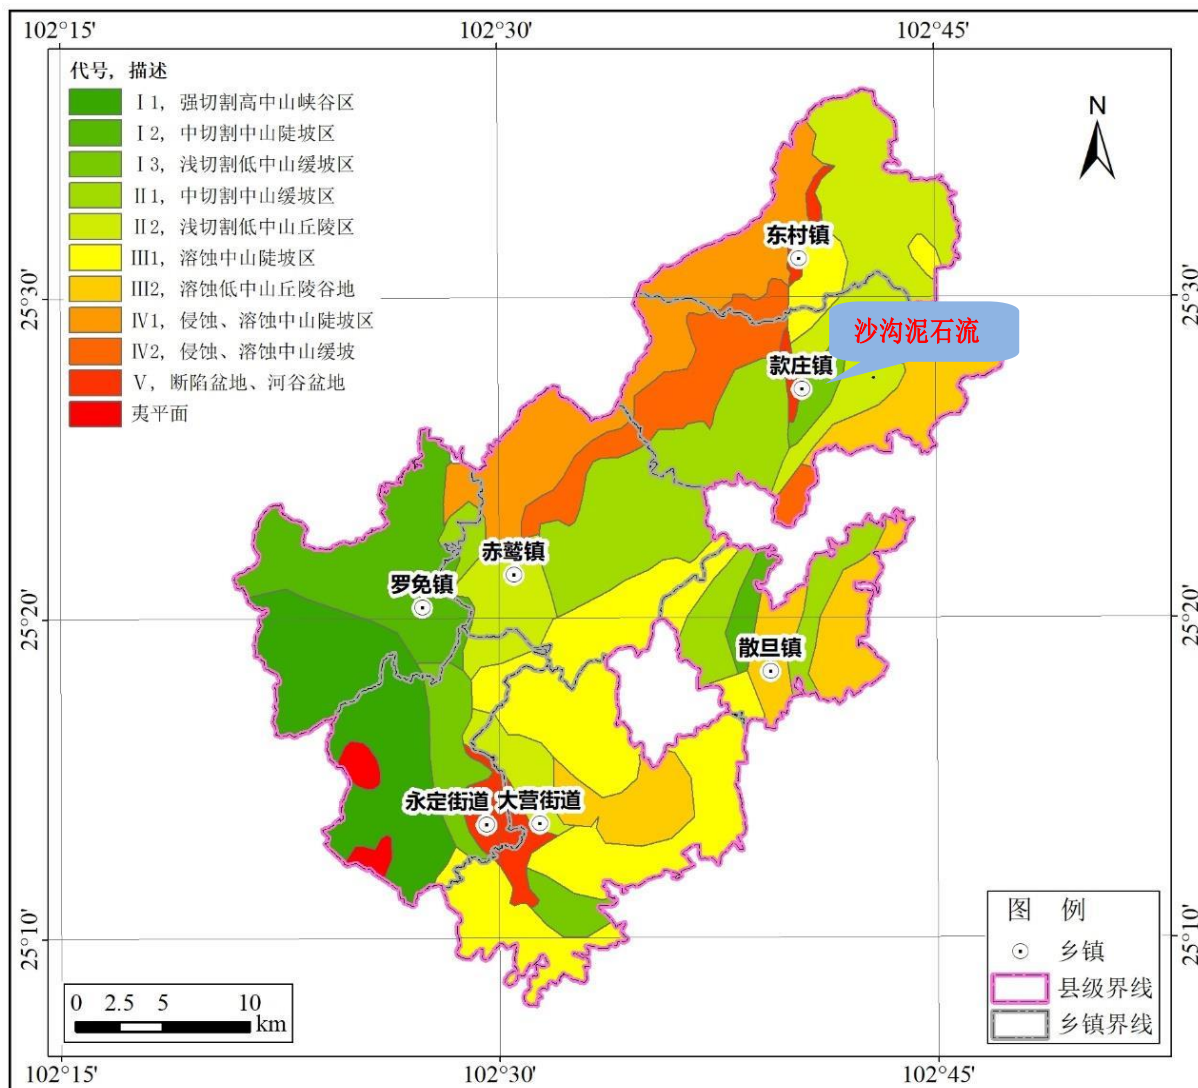 102°15'
102°30'
102°45'
代号，描述
Ⅰ1，强切割高中山峡谷区
Ⅰ2，中切割中山陡坡区
Ⅰ3，浅切割低中山缓坡区
Ⅱ1，中切割中山缓坡区
Ⅱ2，浅切割低中山丘陵区
Ⅲ1，溶蚀中山陡坡区
Ⅲ2，溶蚀低中山丘陵谷地
Ⅳ1，侵蚀、溶蚀中山陡坡区
Ⅳ2，侵蚀、溶蚀中山缓坡
Ⅴ，断陷盆地、河谷盆地
夷平面
N
东村镇
25°30'
25°30'
沙沟泥石流
款庄镇
赤鹫镇
罗免镇
25°20'
25°20'
散旦镇
永定街道
大营街道
25°10'
25°10'
图 例
乡镇
县级界线
乡镇界线
0 2.5 5 10
km
102°15'
102°30'
102°45'